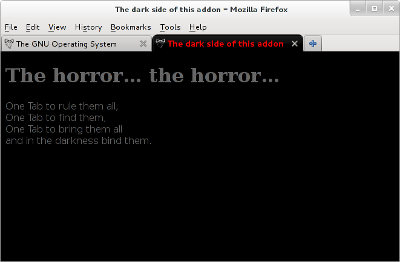 The dark side of this addon - Mozilla Firefox
File Edit View History Bookmarks Tools Help
The GNU Operating System
The dark side of this addon
The horror... the horror...
One Tab to rule them all,
One Tab to find them,
One Tab to bring them all
and in the darkness bind them.